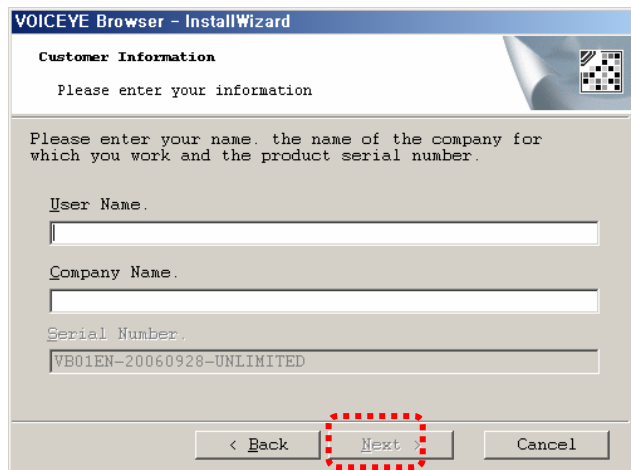 VOICEYE Browser - Install₩izard
Customer Information
Please enter your information
Please enter your name. the name of the company for
which you work and the product serial number.
User Name.
Company Name.
Serial Number.
VB01EN-20060928-UNLIMITED
< Back
Next >
Cancel